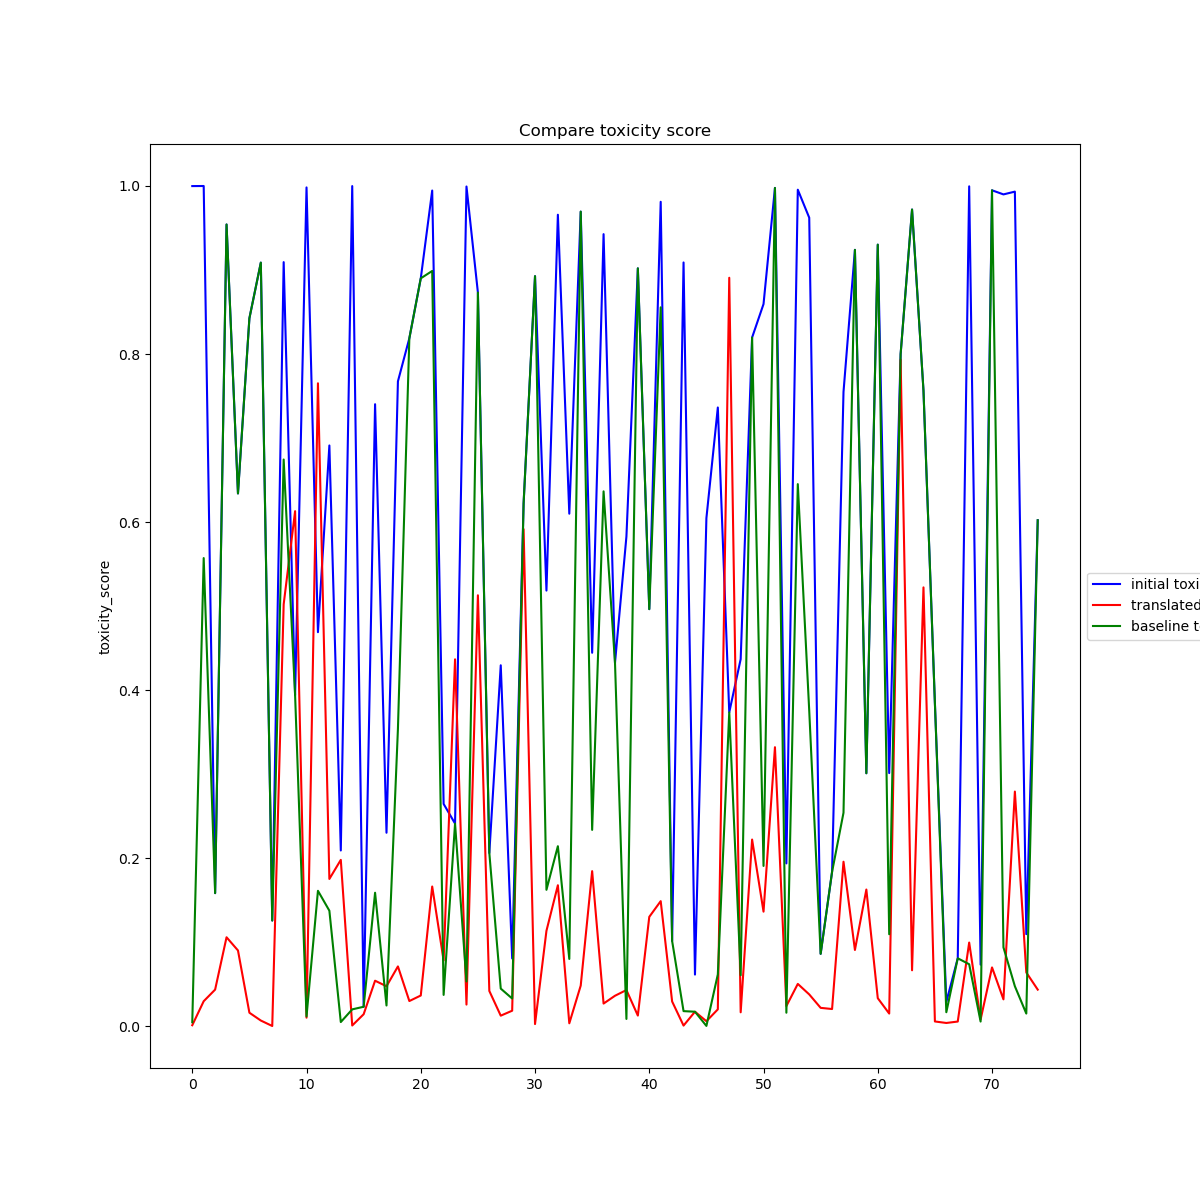 Compare toxicity score
1.0
0.8
0.6
0.4
0.2
0.0
toxicity_score
0 10 20 30 40 50 60 70
initial toxi
translated
baseline t